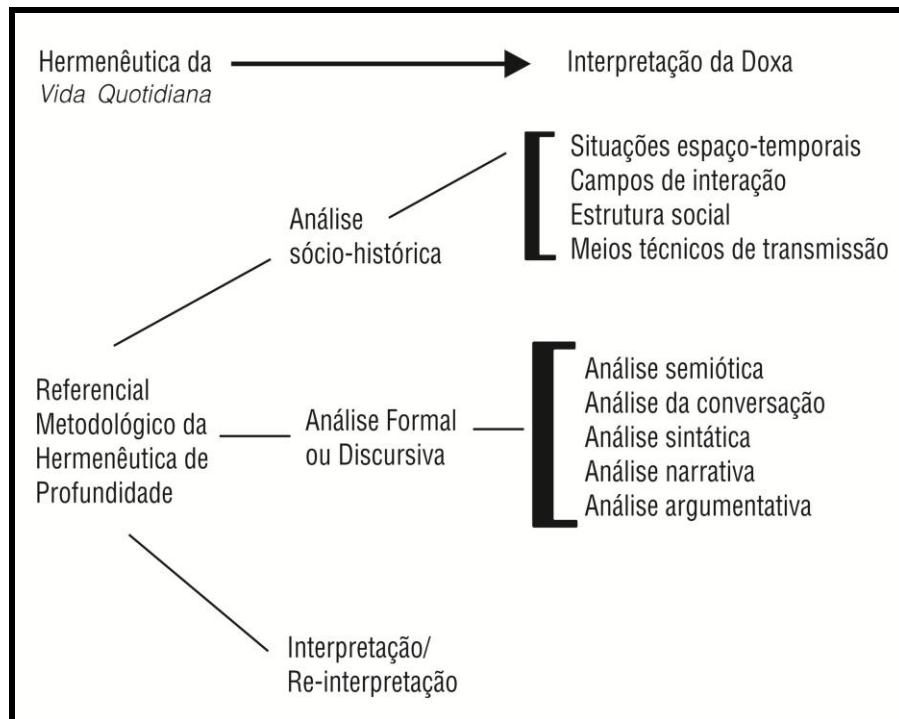 Hermenêutica da
Vida Quotidiana
Interpretação da Doxa
Situações espaço-temporais
Campos de interação
Estrutura social
Meios técnicos de transmissão
Análise
sócio-histórica
Referencial
Metodológico da
Hermenêutica de
Profundidade
Análise Formal
ou Discursiva
Análise semiótica
Análise da conversação
Análise sintática
Análise narrativa
Análise argumentativa
Interpretação/
Re-interpretação